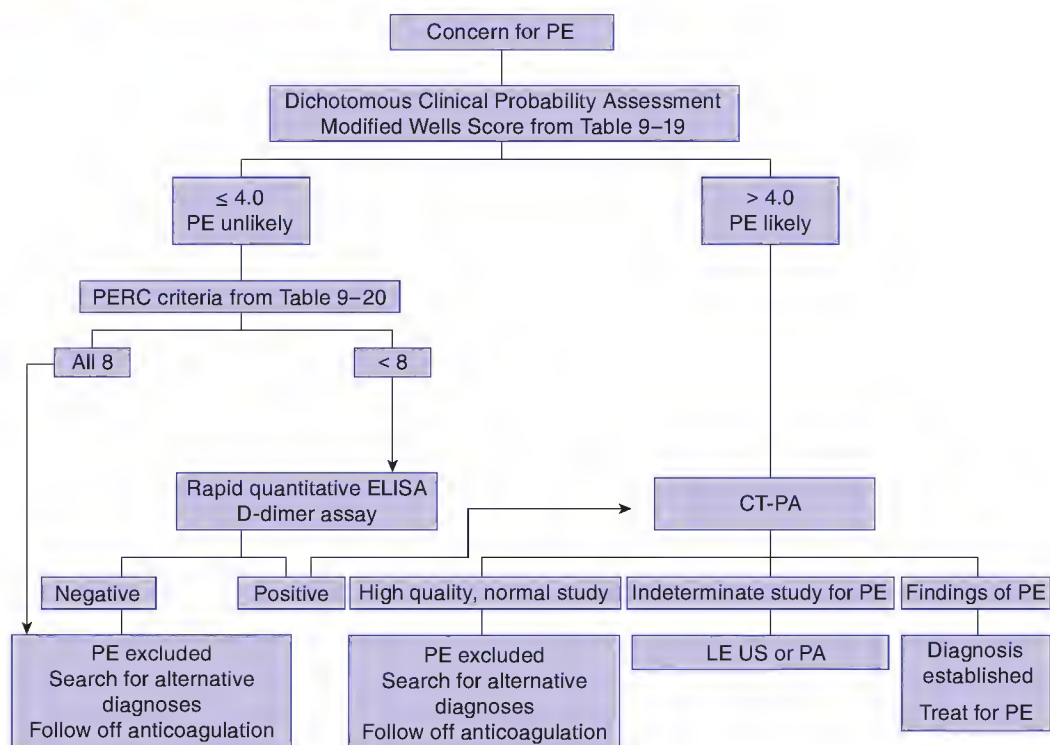 Concern for PE
Dichotomous Clinical Probability Assessment
Modified Wells Score from Table 9–19
≤ 4.0
PE unlikely
> 4.0
PE likely
PERC criteria from Table 9–20
All 8
< 8
Rapid quantitative ELISA
D-dimer assay
CT-PA
Negative
Positive
High quality, normal study
Indeterminate study for PE
Findings of PE
PE excluded
Search for alternative
diagnoses
Follow off anticoagulation
PE excluded
Search for alternative
diagnoses
Follow off anticoagulation
LE US or PA
Diagnosis
established
Treat for PE